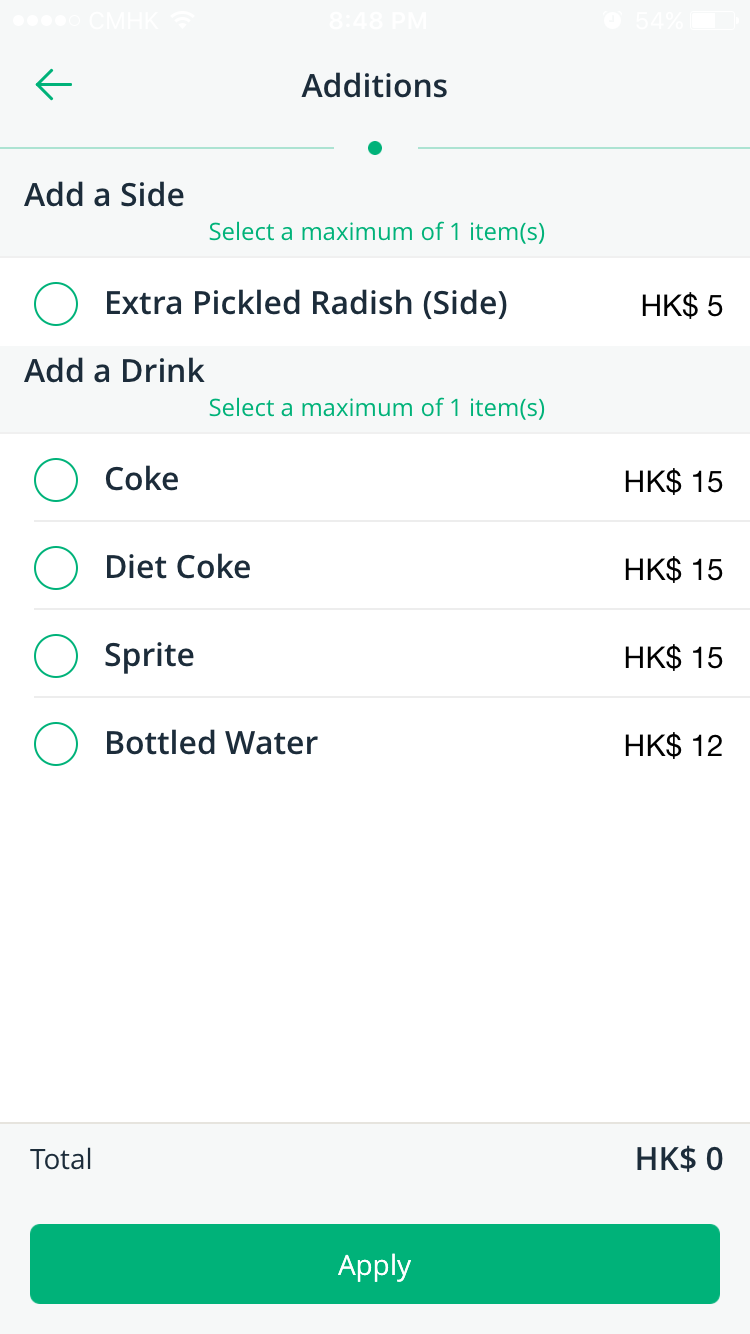 CMHK 8:48 PM 54%
Additions
Add a Side
Select a maximum of 1 item(s)
Extra Pickled Radish (Side) HK$ 5
Add a Drink
Select a maximum of 1 item(s)
Coke HK$ 15
Diet Coke HK$ 15
Sprite HK$ 15
Bottled Water HK$ 12
Total HK$ 0
Apply